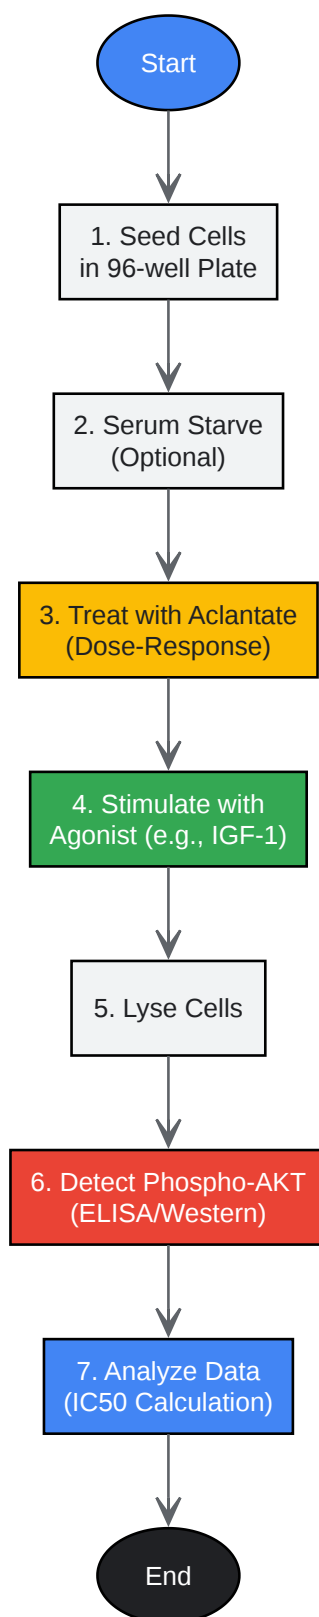 Start
1. Seed Cells
in 96-well Plate
2. Serum Starve
(Optional)
3. Treat with Aclantate
(Dose-Response)
4. Stimulate with
Agonist (e.g., IGF-1)
5. Lyse Cells
6. Detect Phospho-AKT
(ELISA/Western)
7. Analyze Data
(IC50 Calculation)
End